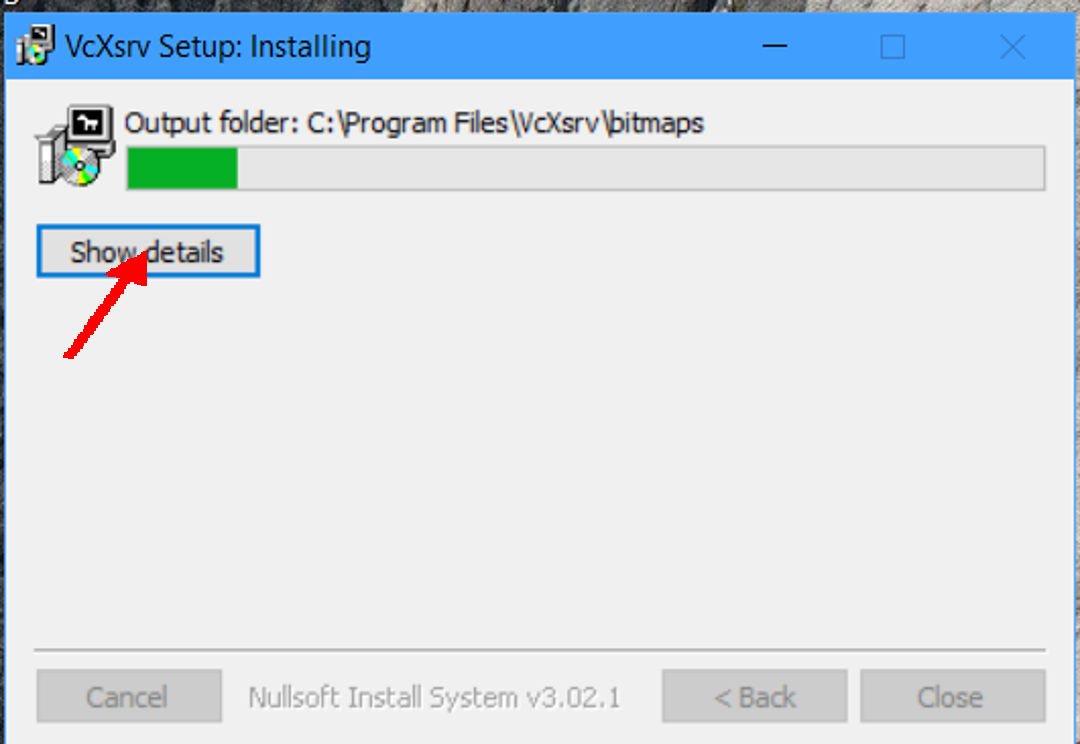 VcXsrv Setup: Installing
Output folder: C:\Program Files\VcXsrv\bitmaps
Show details
Cancel
Nullsoft Install System v3.02.1
< Back
Close